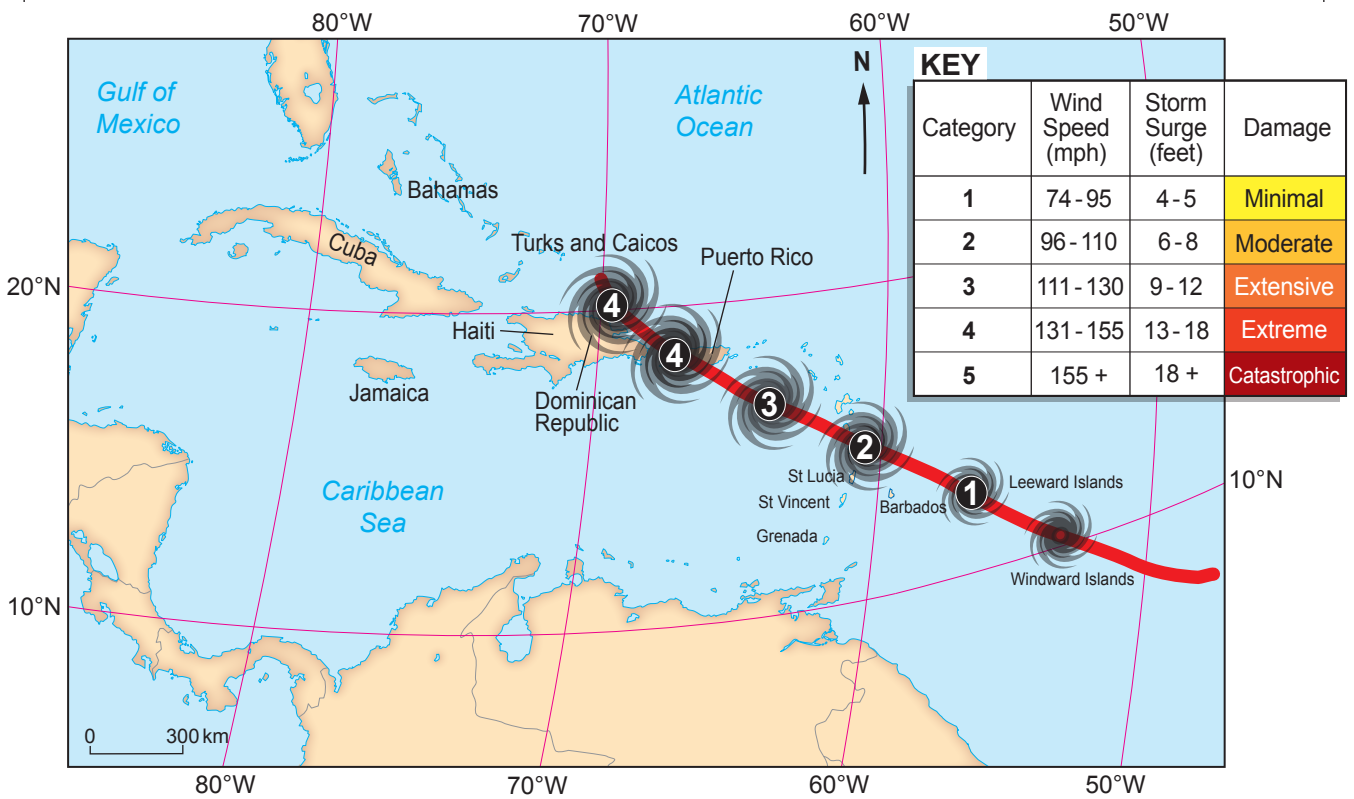 80°W
70°W
60°W
50°W
Gulf of
Mexico
Atlantic
Ocean
N
KEY
Category
Wind
Speed
(mph)
Storm
Surge
(feet)
Damage
1
74 - 95
4 - 5
Minimal
2
96 - 110
6 - 8
Moderate
3
111 - 130
9 - 12
Extensive
4
131 - 155
13 - 18
Extreme
5
155 +
18 +
Catastrophic
Bahamas
Cuba
Turks and Caicos
Puerto Rico
20°N
4
4
Haiti
Jamaica
Dominican
Republic
3
2
1
St Lucia
Leeward Islands
10°N
Caribbean
Sea
St Vincent
Barbados
Grenada
Windward Islands
10°N
0
300 km
80°W
70°W
60°W
50°W